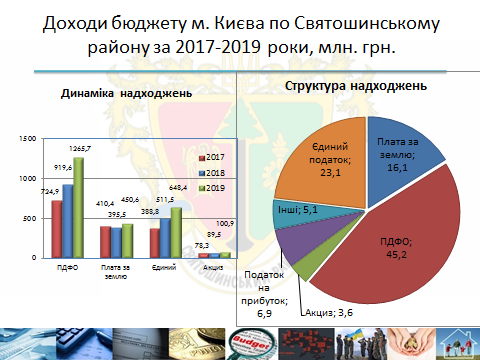 Доходи бюджету м. Києва по Святошинському
району за 2017-2019 роки, млн. грн.
Динаміка надходжень
1500
1000
500
0
724,9
919,6
1265,7
410,4
395,5
450,6
388,8
511,5
648,4
78,3
89,5
100,9
2017
2018
2019
ПДФО
Плата за
землю
Єдиний
Акциз
Структура надходжень
Єдиний
податок;
23,1
Плата за
землю;
16,1
Інші; 5,1
ПДФО;
45,2
Податок
на
прибуток;
6,9
Акциз; 3,6
Budget